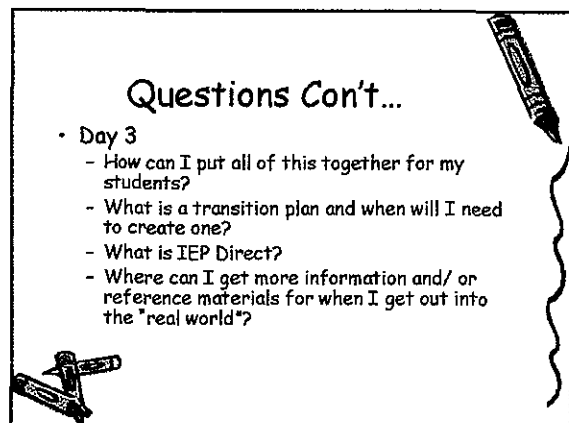 Questions Con't...
• Day 3
- How can I put all of this together for my
students?
- What is a transition plan and when will I need
to create one?
- What is IEP Direct?
- Where can I get more information and/ or
reference materials for when I get out into
the "real world"?